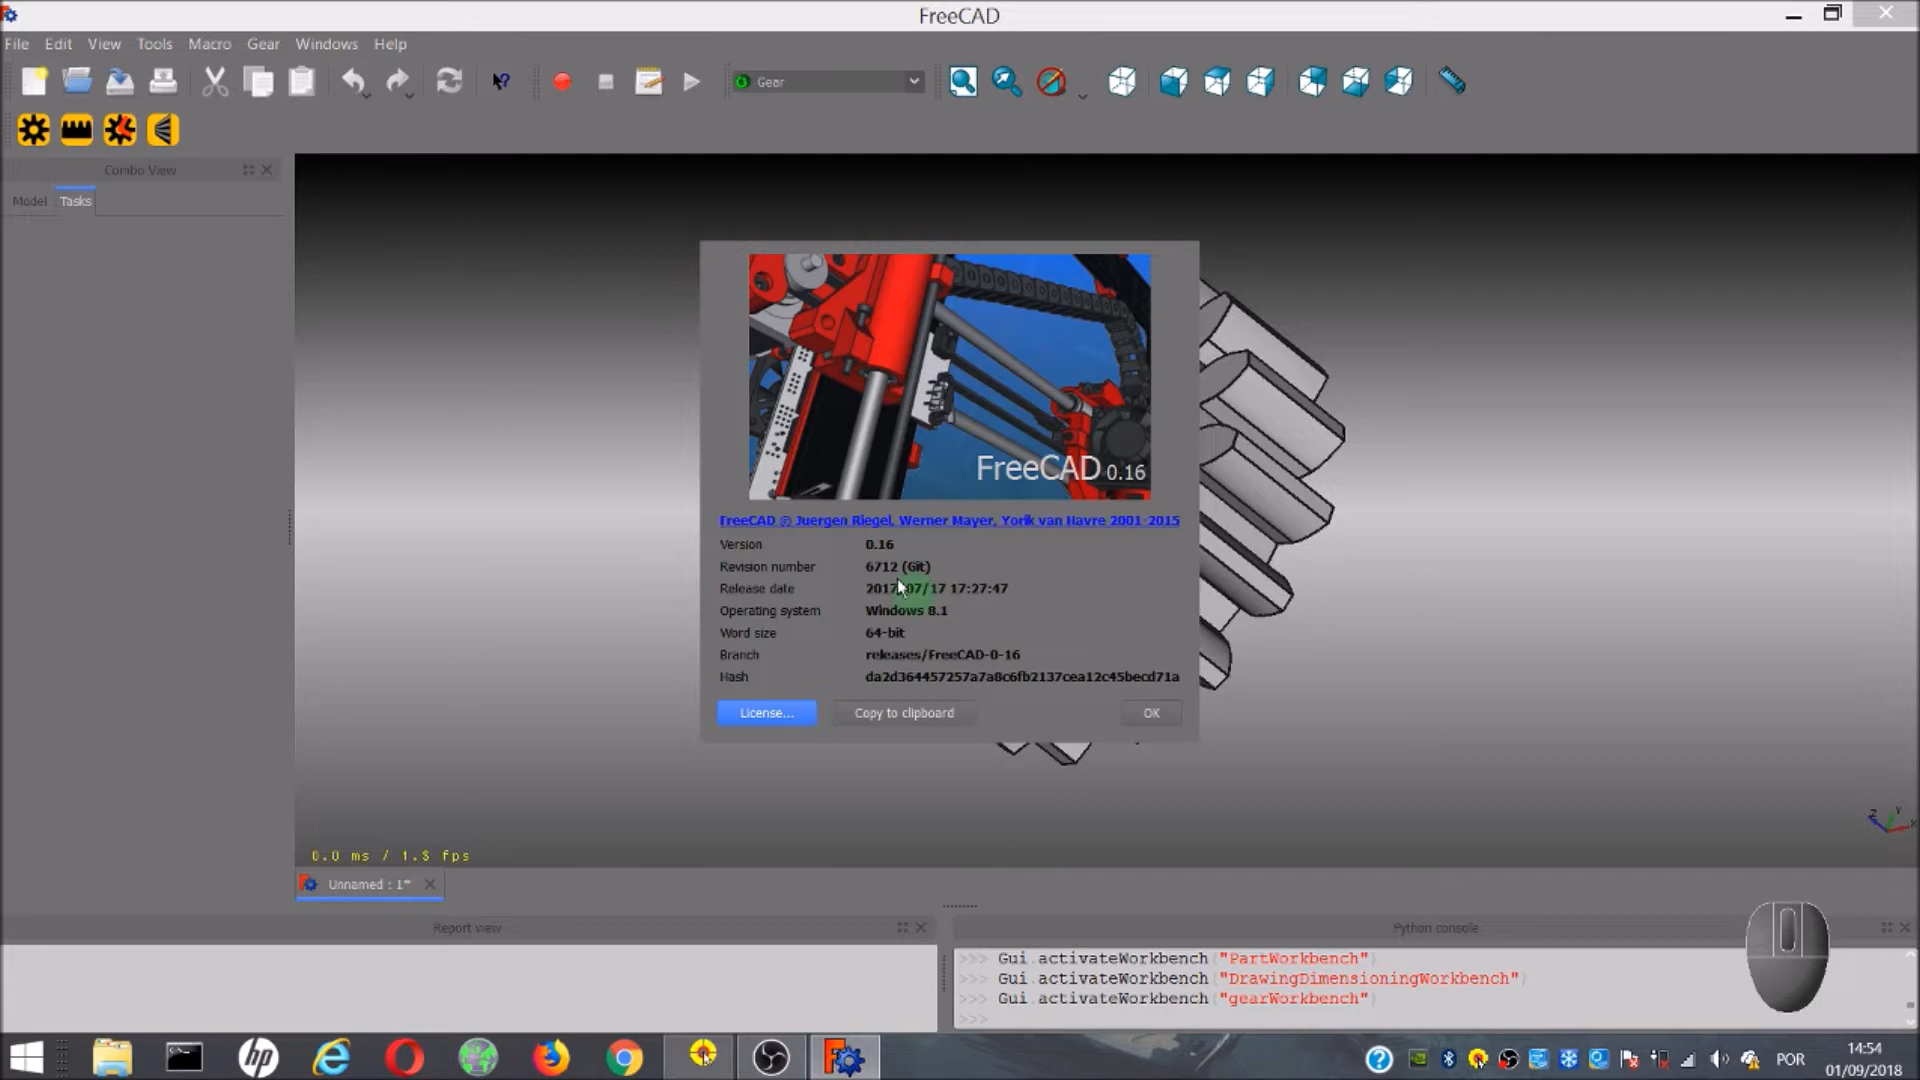 FreeCAD
File Edit View Tools Macro Gear Windows Help
Gear
Combo View
Model Tasks
FreeCAD 0.16
FreeCAD © Juergen Riegel, Werner Mayer, Yorik van Havre 2001-2015
Version 0.16
Revision number 6712 (Git)
Release date 2017/07/17 17:27:47
Operating system Windows 8.1
Word size 64-bit
Branch releases/FreeCAD-0-16
Hash da2d364457257a7a8c6fb2137cea12c45becd71a
License... Copy to clipboard OK
Z Y X
0.0 ms / 1.$ fps
Unnamed : 1*
Report view Python console
>>> Gui.activateWorkbench("PartWorkbench")
>>> Gui.activateWorkbench("DrawingDimensioningWorkbench")
>>> Gui.activateWorkbench("gearWorkbench")
>>>
hp
POR 14:54
01/09/2018